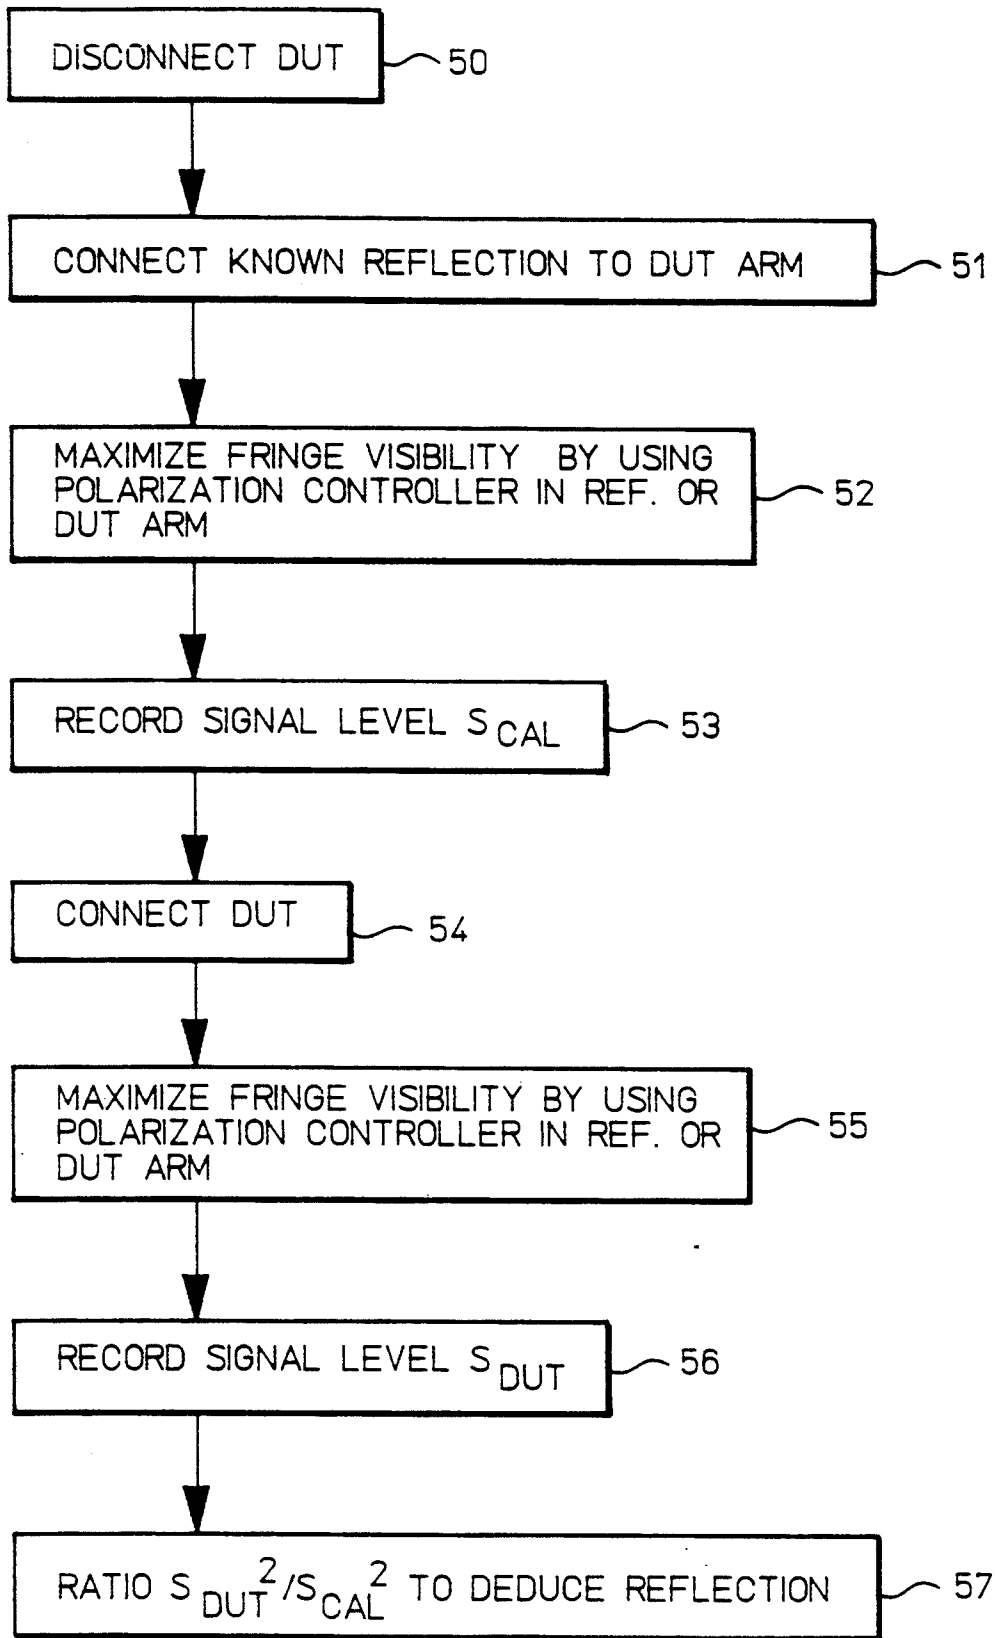 DISCONNECT DUT
50
CONNECT KNOWN REFLECTION TO DUT ARM
51
MAXIMIZE FRINGE VISIBILITY BY USING
POLARIZATION CONTROLLER IN REF. OR
DUT ARM
52
RECORD SIGNAL LEVEL S CAL
53
CONNECT DUT
54
MAXIMIZE FRINGE VISIBILITY BY USING
POLARIZATION CONTROLLER IN REF. OR
DUT ARM
55
RECORD SIGNAL LEVEL S DUT
56
RATIO S DUT 2/S CAL 2 TO DEDUCE REFLECTION
57